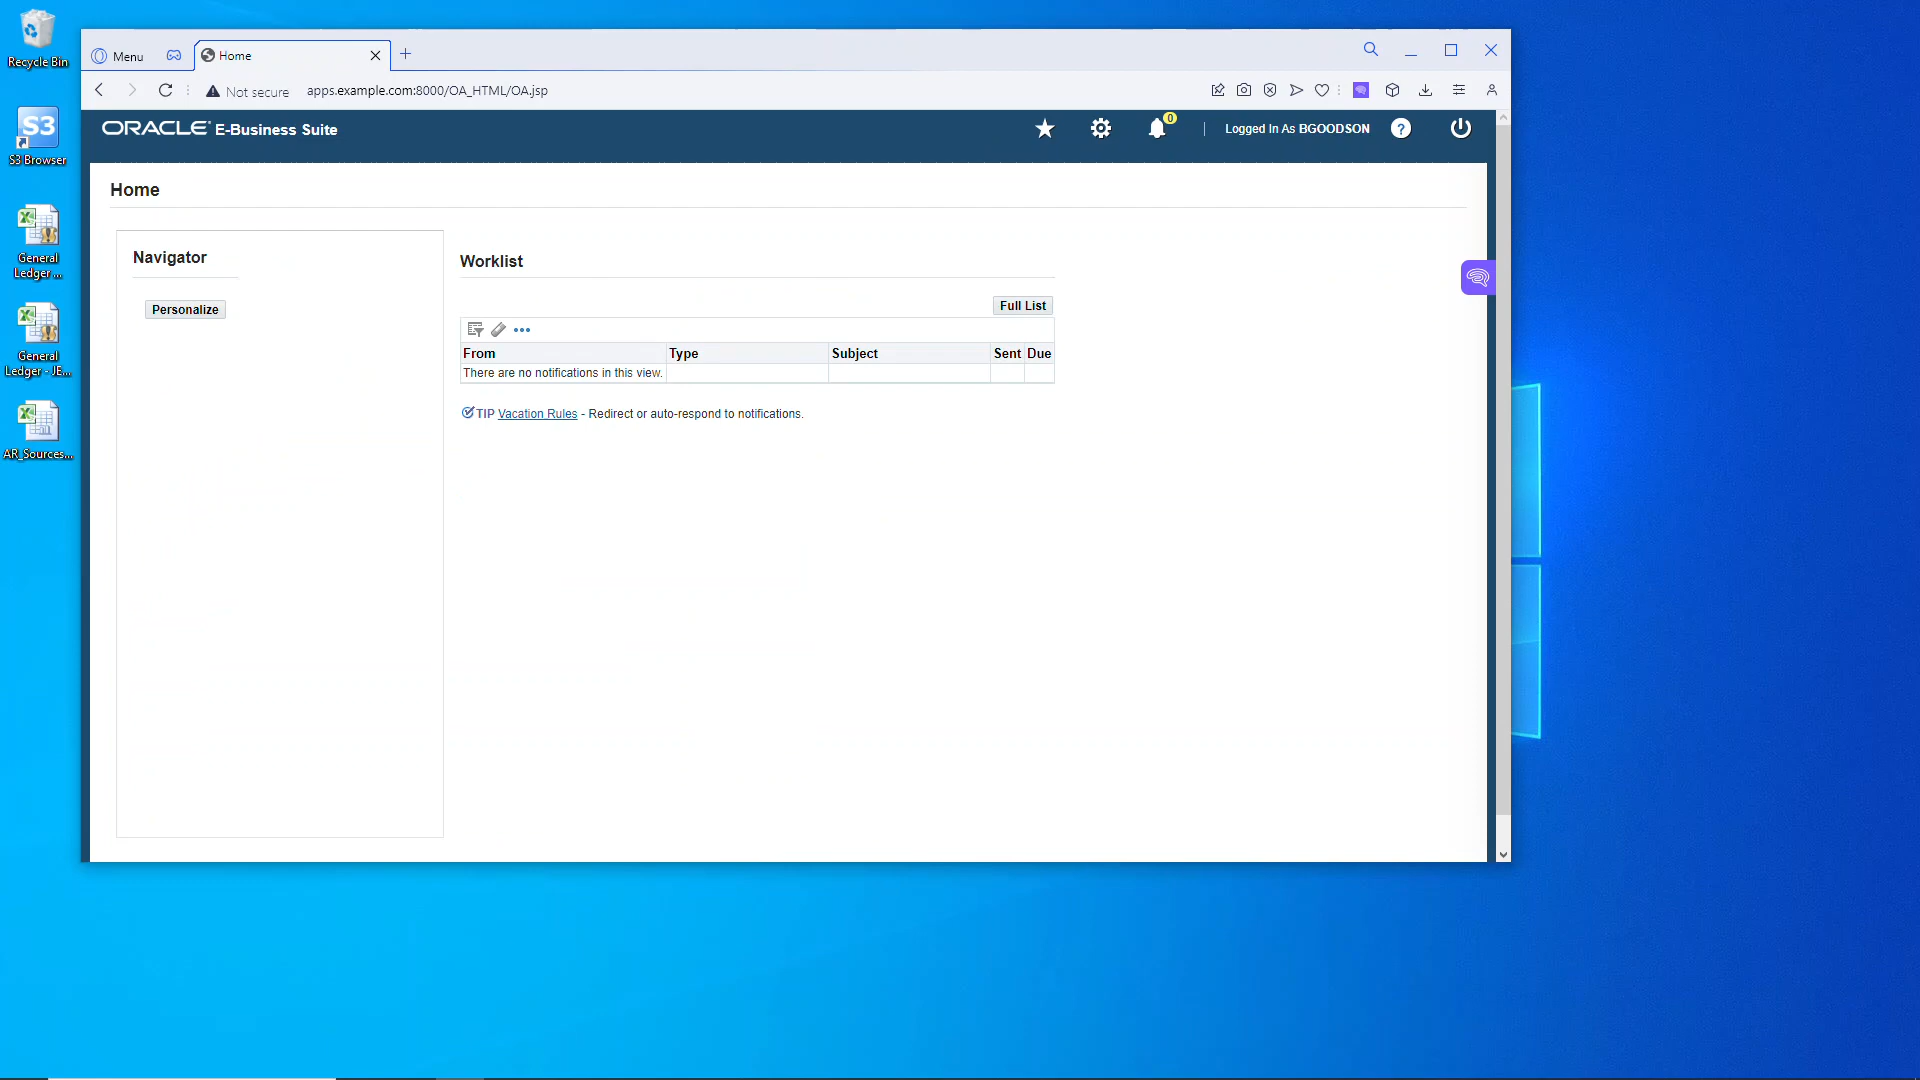 Recycle Bin
S3
S3 Browser
General
Ledger ...
General
Ledger - JE...
AR_Sources...
Menu
Home
Not secure
apps.example.com:8000/OA_HTML/OA.jsp
ORACLE E-Business Suite
0
Logged In As BGOODSON
?
Home
Navigator
Personalize
Worklist
Full List
From Type Subject Sent Due
There are no notifications in this view.
TIP Vacation Rules - Redirect or auto-respond to notifications.